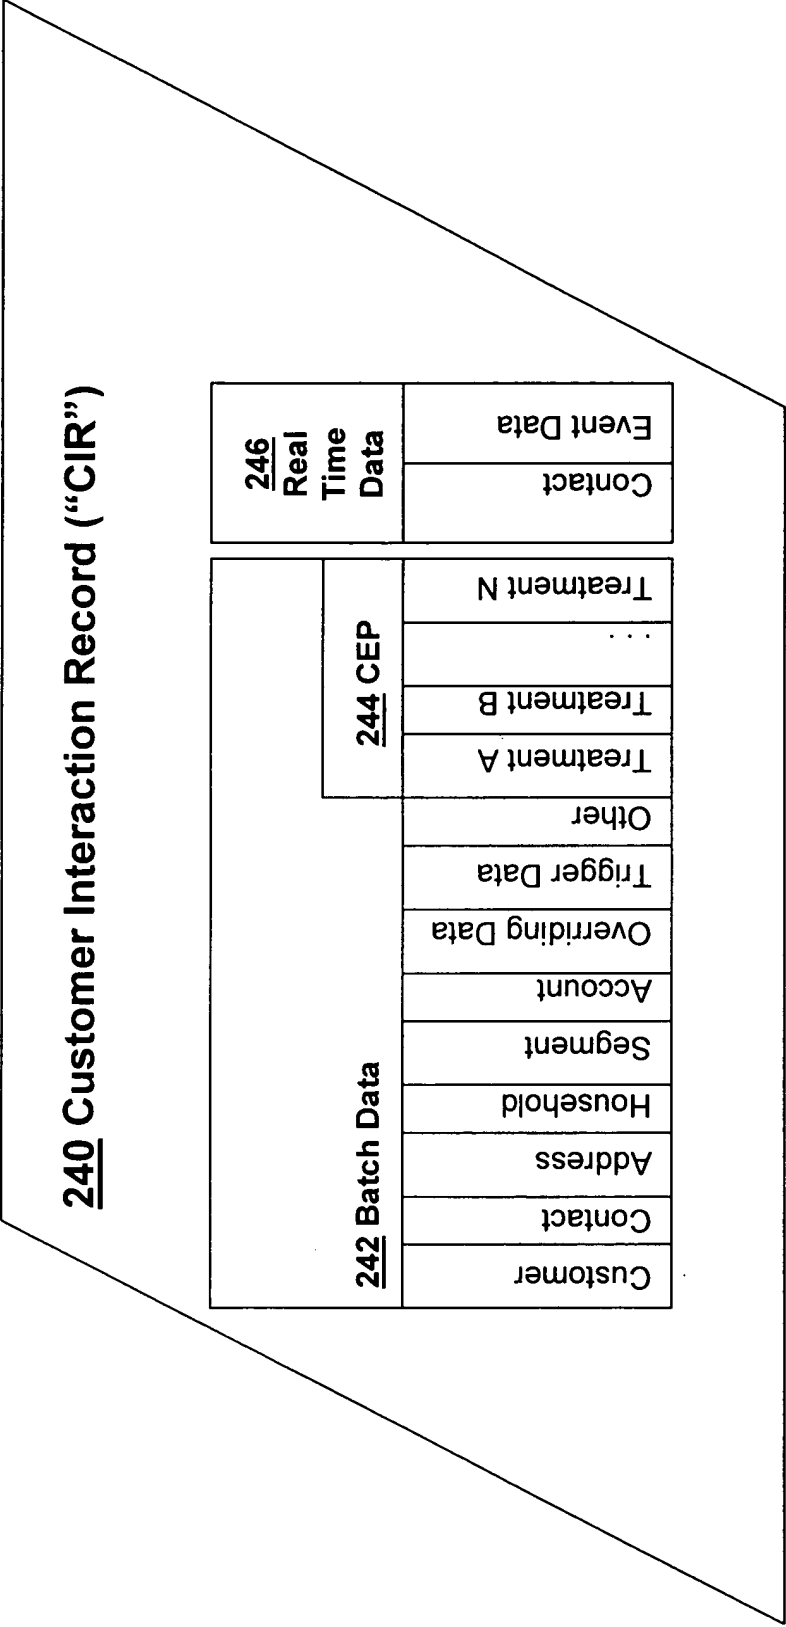 240 Customer Interaction Record (“CIR”)
242 Batch Data
244 CEP
246
Real
Time
Data
Customer
Contact
Address
Household
Segment
Account
Overriding Data
Trigger Data
Other
Treatment A
Treatment B
. . .
Treatment N
Contact
Event Data